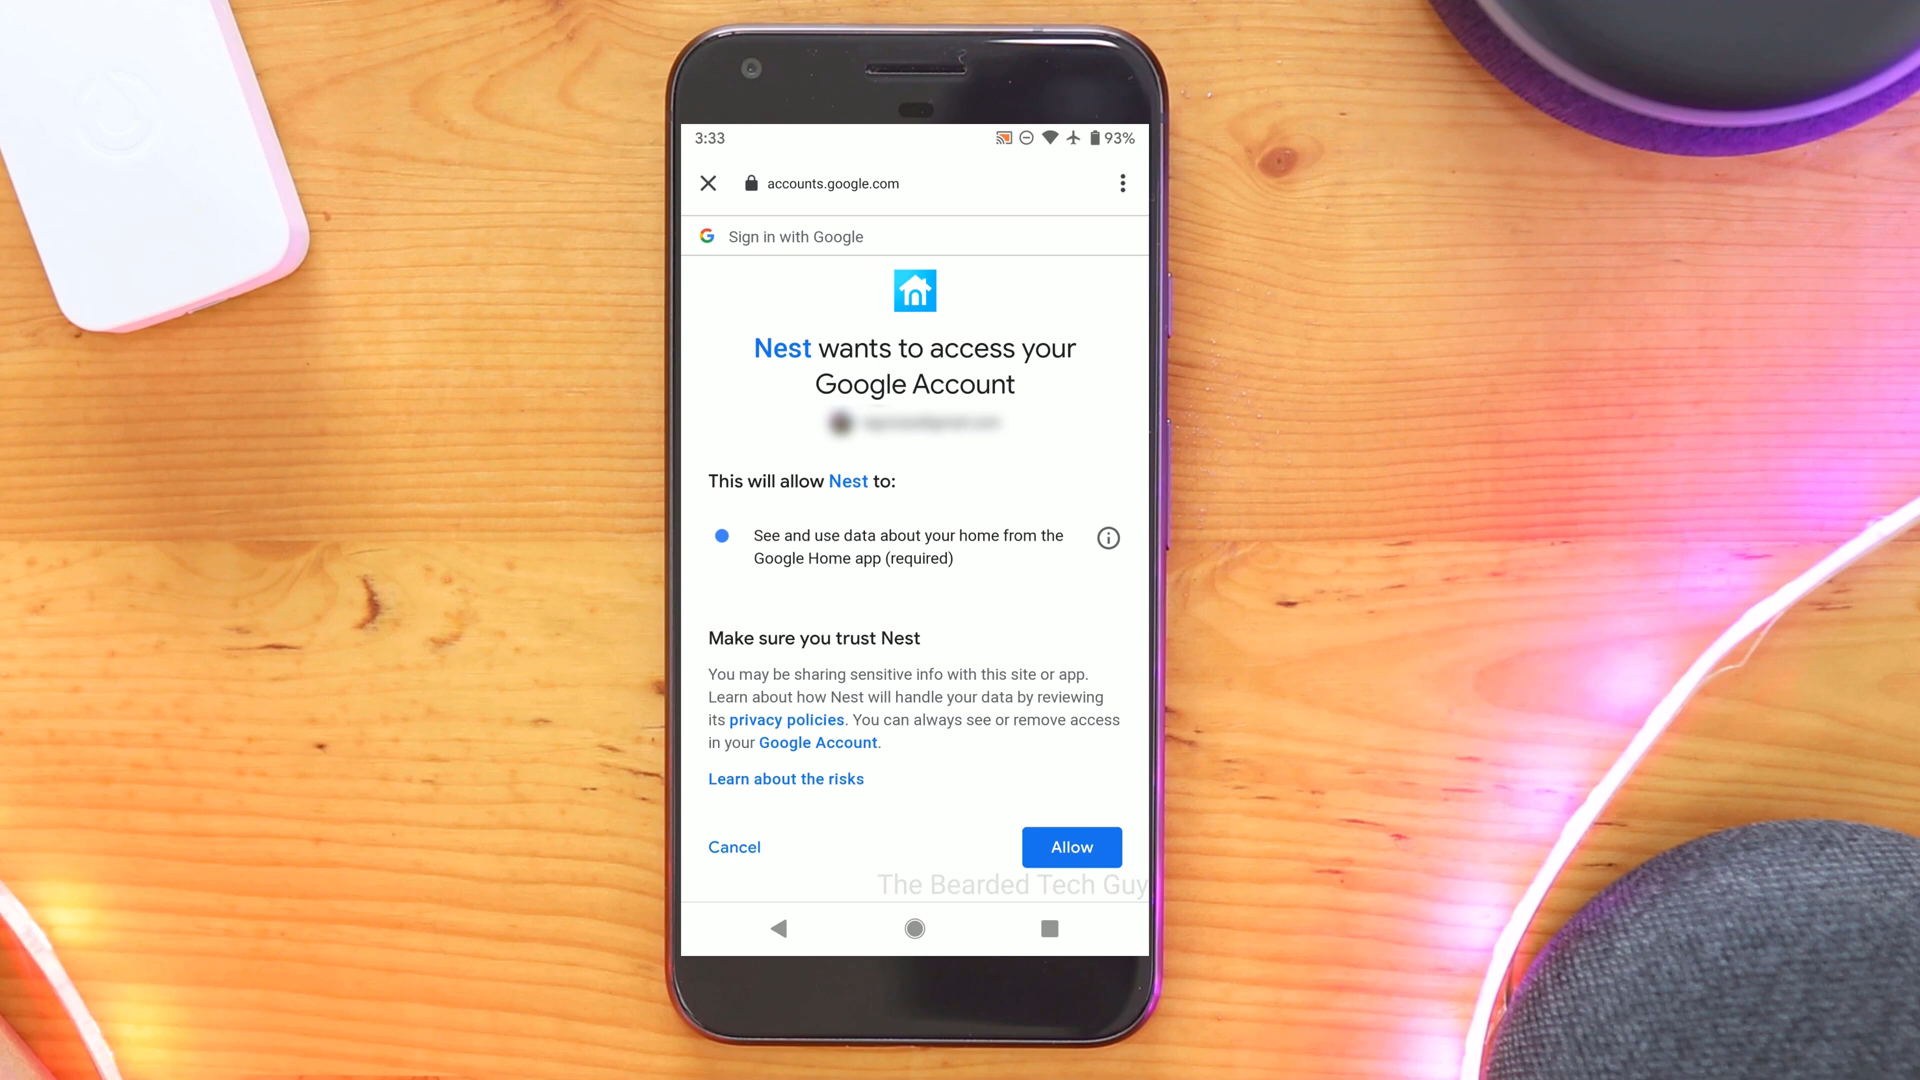 3:33
93%
accounts.google.com
Sign in with Google
Nest wants to access your
Google Account
This will allow Nest to:
See and use data about your home from the
Google Home app (required)
Make sure you trust Nest
You may be sharing sensitive info with this site or app.
Learn about how Nest will handle your data by reviewing
its privacy policies. You can always see or remove access
in your Google Account.
Learn about the risks
Cancel
Allow
The Bearded Tech Guy